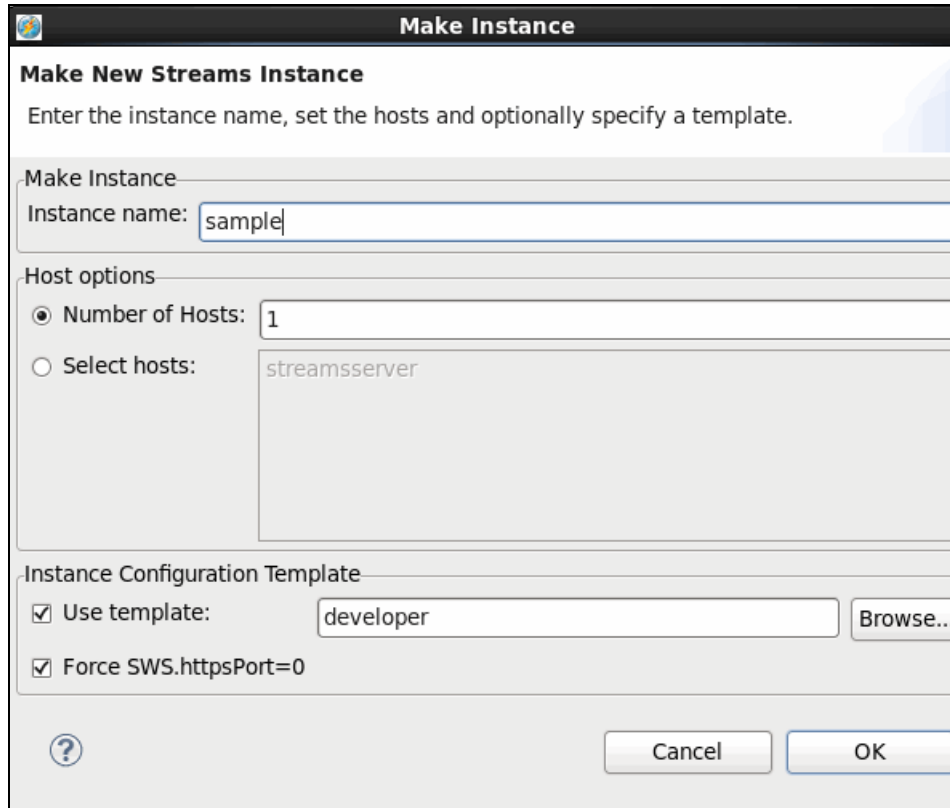 Make Instance
Make New Streams Instance
Enter the instance name, set the hosts and optionally specify a template.
Make Instance
Instance name: sample
Host options
Number of Hosts: 1
Select hosts: streamsserver
Instance Configuration Template
Use template: developer Browse..
Force SWS.httpsPort=0
? Cancel OK